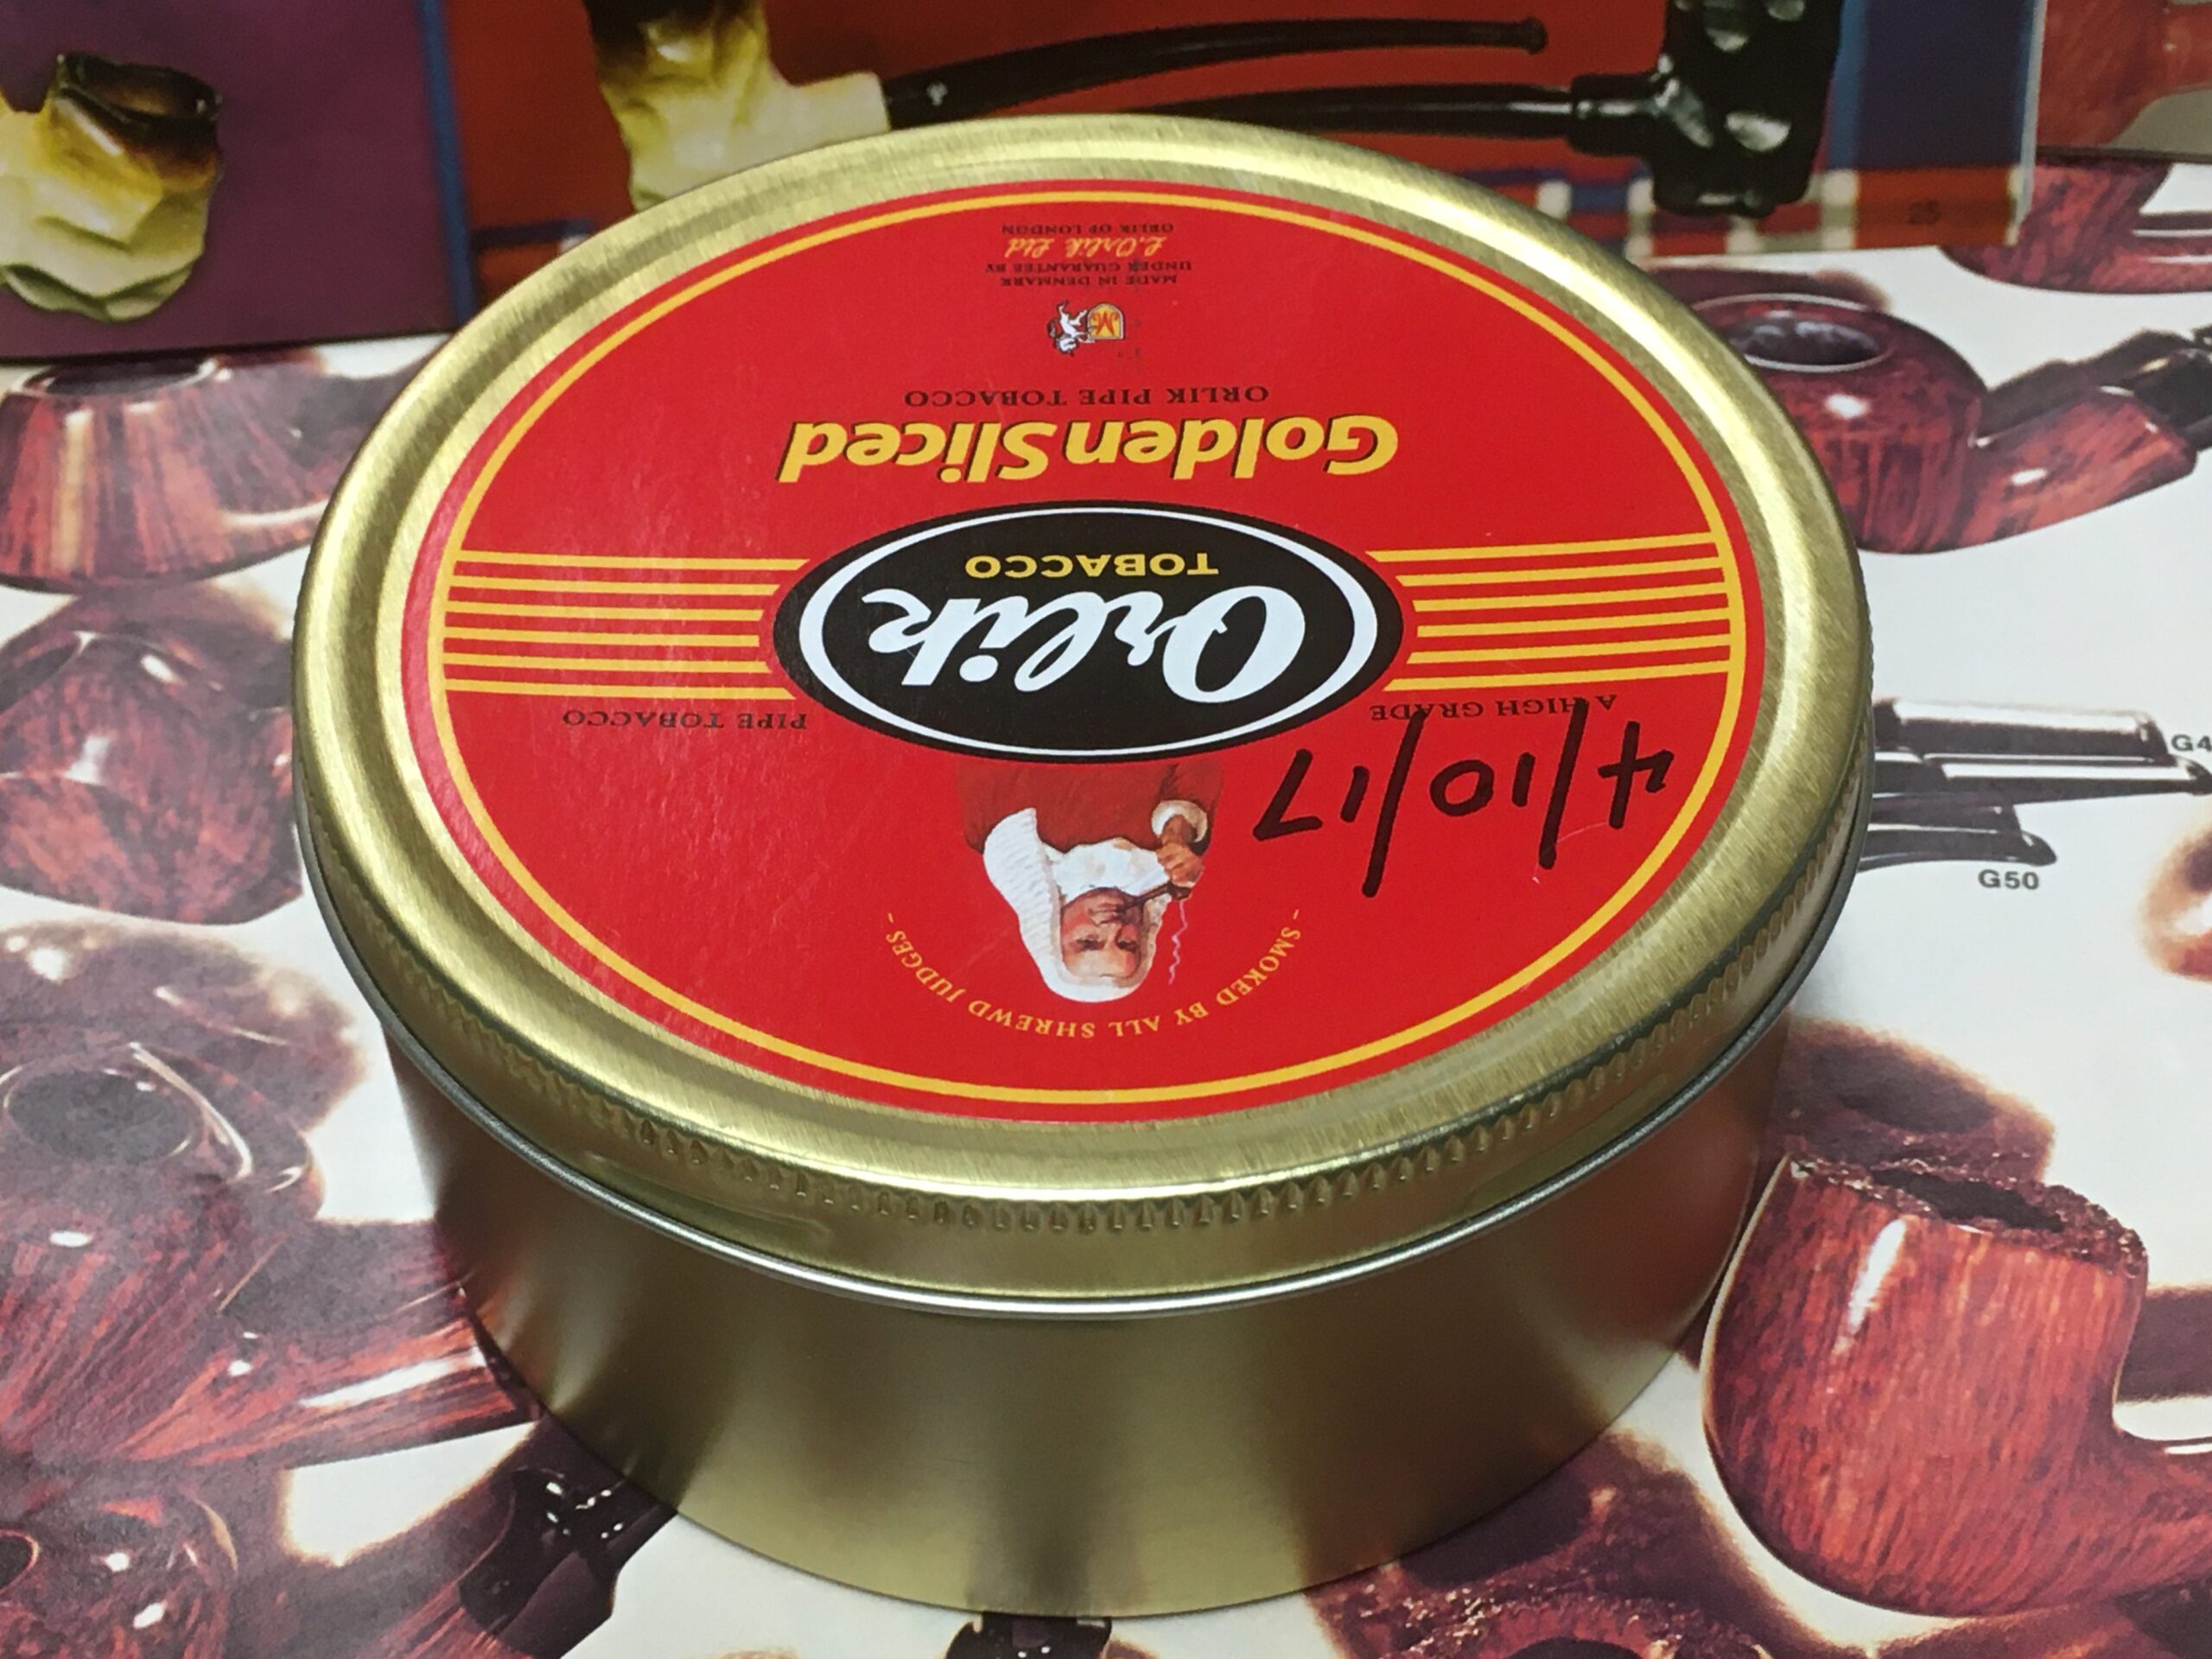 - SMOKED BY ALL SHREWD JUDGES -
4/10/17
A HIGH GRADE PIPE TOBACCO
Orlik
TOBACCO
Golden Sliced
ORLIK PIPE TOBACCO
MADE IN DENMARK
UNDER GUARANTEE BY
L. Orlik Ltd
ORLIK OF LONDON
25
G4
G50